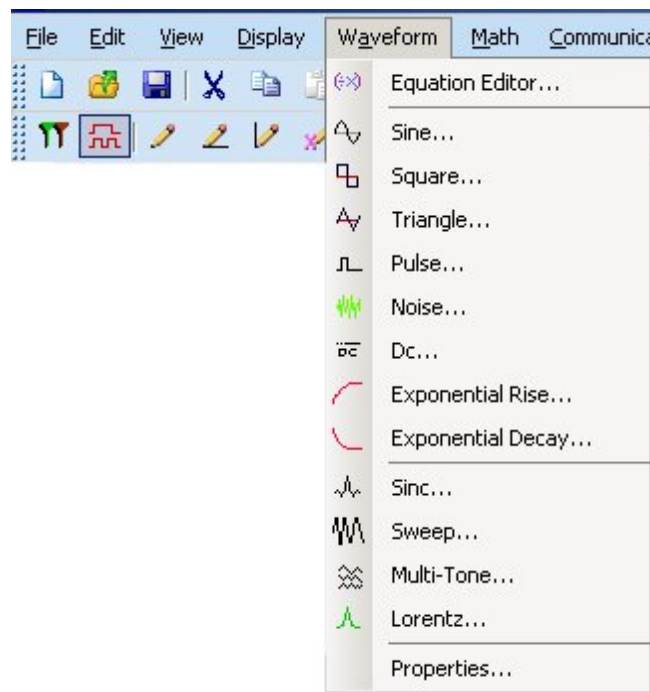 File Edit View Display Waveform Math Communica
Equation Editor...
Sine...
Square...
Triangle...
Pulse...
Noise...
DC Dc...
Exponential Rise...
Exponential Decay...
Sinc...
Sweep...
Multi-Tone...
Lorentz...
Properties...